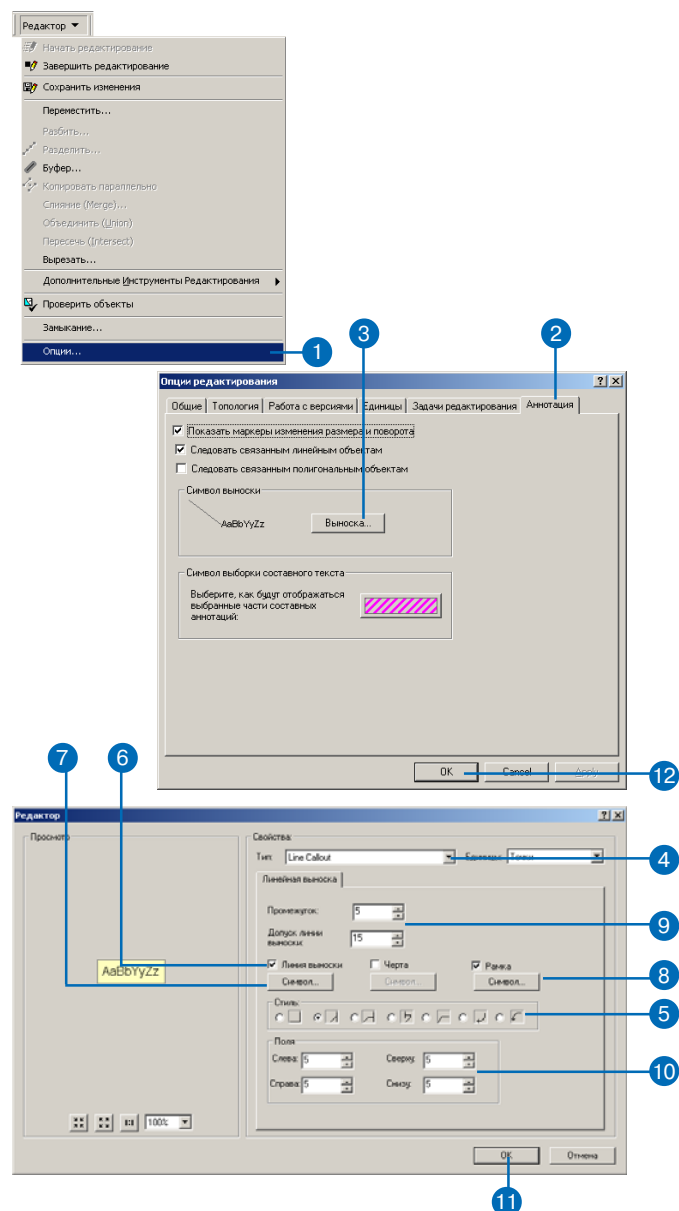 Редактор
Начать редактирование
Завершить редактирование
Сохранить изменения
Переместить...
Разбить...
Разделить...
Буфер...
Копировать параллельно
Слияние (Merge)...
Объединить (Union)
Пересечь (Intersect)
Вырезать...
Дополнительные Инструменты Редактирования
Проверить объекты
Замыкание...
Опции...
1
3
2
Опции редактирования
Общие Топология Работа с версиями Единицы Задачи редактирования Аннотация
Показать маркеры изменения размера и поворота
Следовать связанным линейным объектам
Следовать связанным полигональным объектам
Символ выноски
AaBbYyZz
Выноска...
Символ выборки составного текста
Выберите, как будут отображаться
выбранные части составных
аннотаций:
OK Cancel Apply
12
7 6
Редактор
Просмотр
Свойства:
Тип: Line Callout Единицы: Точки
4
Линейная выноска
Промежуток: 5
Допуск линии
выноски: 15
9
Линия выноски Черта Рамка
Символ... Символ... Символ...
8
AaBbYyZz
Стиль:
5
Поля
Слева: 5 Сверху: 5
Справа: 5 Снизу: 5
10
1:1 100%
OK Отмена
11